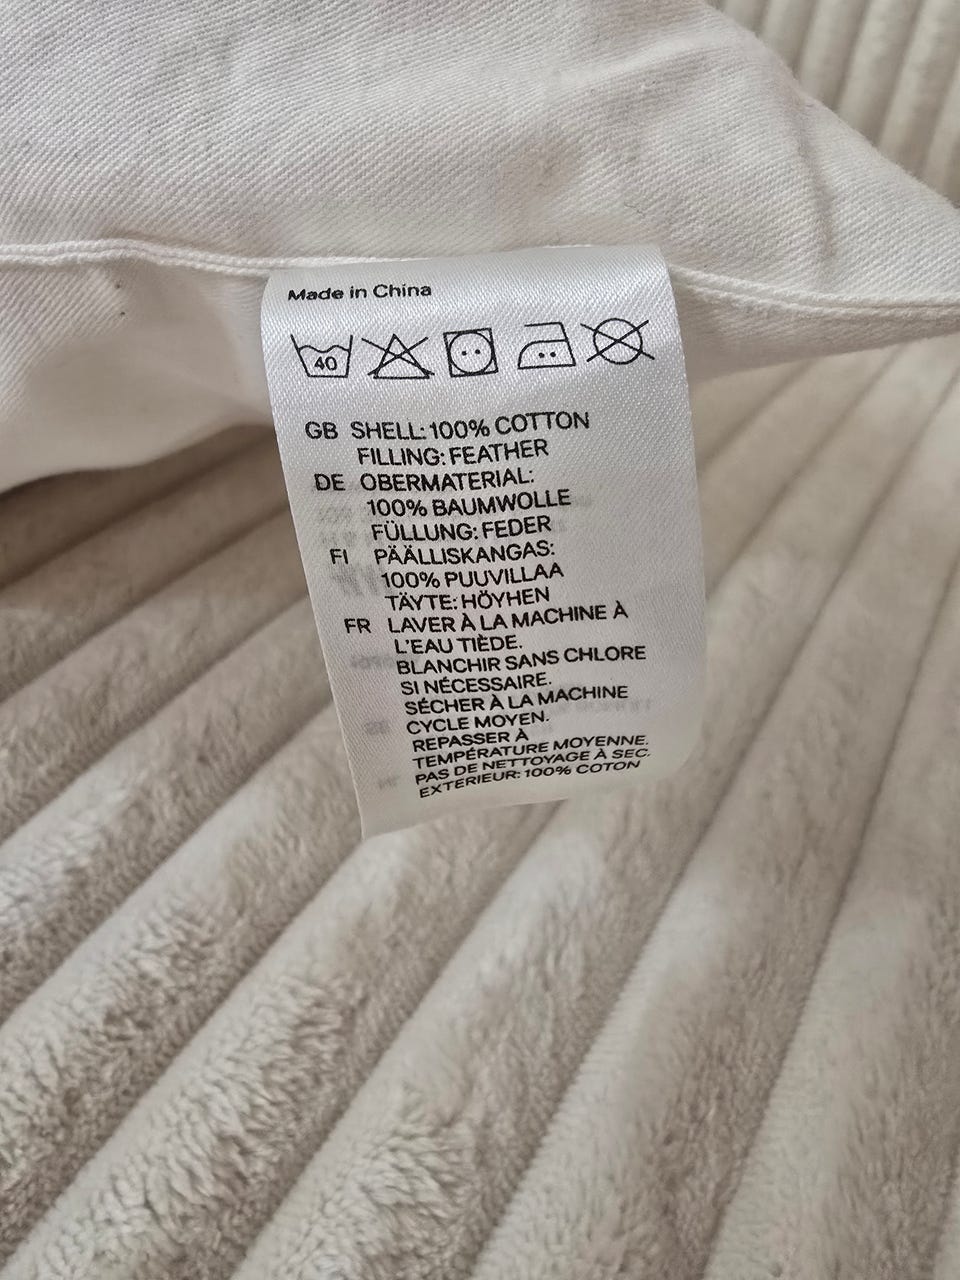 Made in China
40
GB SHELL: 100% COTTON
FILLING: FEATHER
DE OBERMATERIAL:
100% BAUMWOLLE
FÜLLUNG: FEDER
FI PÄÄLLISKANGAS:
100% PUUVILLAA
TÄYTE: HÖYHEN
FR LAVER À LA MACHINE À
L'EAU TIÈDE.
BLANCHIR SANS CHLORE
SI NÉCESSAIRE.
SÉCHER À LA MACHINE
CYCLE MOYEN.
REPASSER À
TEMPÉRATURE MOYENNE.
PAS DE NETTOYAGE À SEC.
EXTERIEUR: 100% COTON